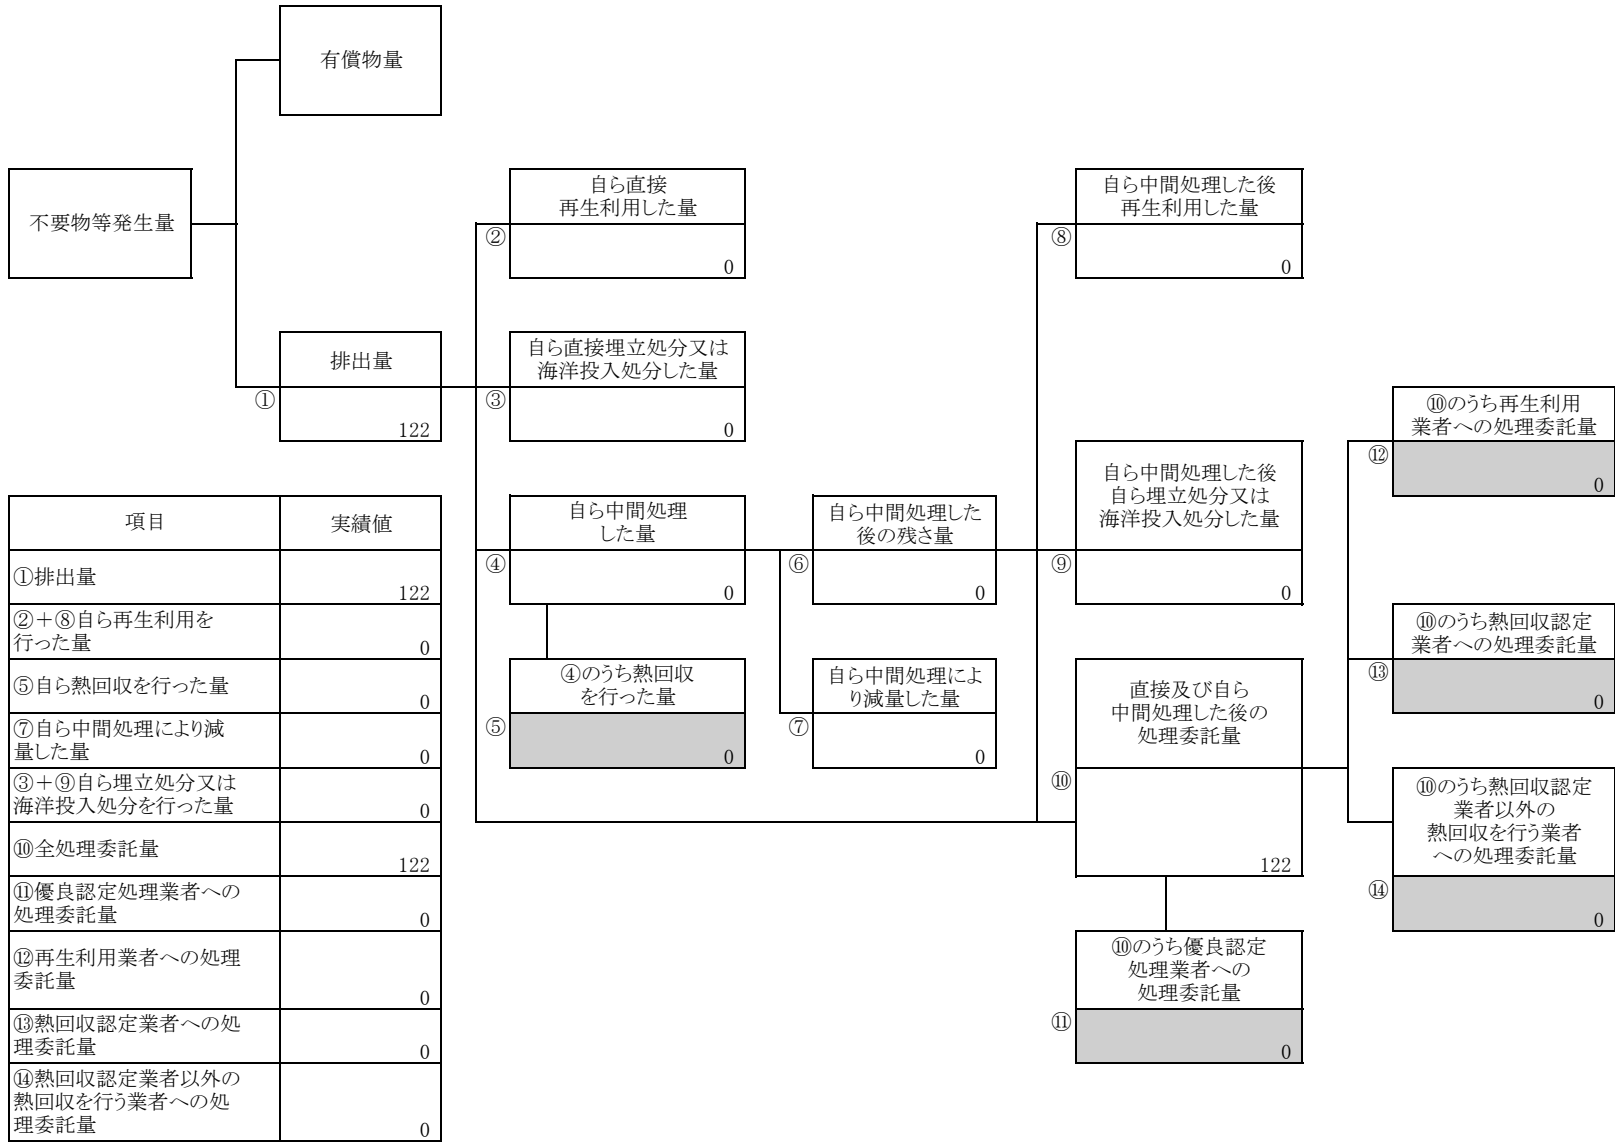 有償物量
不要物等発生量
排出量
①
122
自ら直接
再生利用した量
②
0
自ら直接埋立処分又は
海洋投入処分した量
③
0
自ら中間処理
した量
④
0
④のうち熱回収
を行った量
⑤
0
自ら中間処理した
後の残さ量
⑥
0
自ら中間処理によ
り減量した量
⑦
0
自ら中間処理した後
再生利用した量
⑧
0
自ら中間処理した後
自ら埋立処分又は
海洋投入処分した量
⑨
0
直接及び自ら
中間処理した後の
処理委託量
⑩
122
⑩のうち優良認定
処理業者への
処理委託量
⑪
0
⑩のうち再生利用
業者への処理委託量
⑫
0
⑩のうち熱回収認定
業者への処理委託量
⑬
0
⑩のうち熱回収認定
業者以外の
熱回収を行う業者
への処理委託量
⑭
0
項目 実績値
①排出量 122
②+⑧自ら再生利用を
行った量 0
⑤自ら熱回収を行った量 0
⑦自ら中間処理により減
量した量 0
③+⑨自ら埋立処分又は
海洋投入処分を行った量 0
⑩全処理委託量 122
⑪優良認定処理業者への
処理委託量 0
⑫再生利用業者への処理
委託量 0
⑬熱回収認定業者への処
理委託量 0
⑭熱回収認定業者以外の
熱回収を行う業者への処
理委託量 0